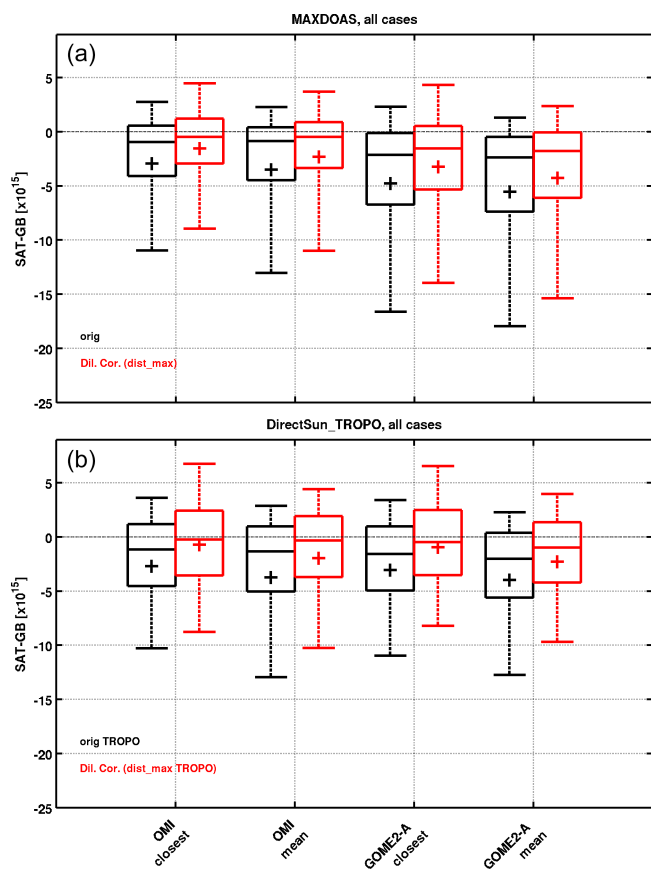 MAXDOAS, all cases
(a)
5
0
-5
-10
-15
-20
-25
SAT-GB [x10^15]
orig
Dil. Cor. (dist_max)
DirectSun_TROPO, all cases
(b)
5
0
-5
-10
-15
-20
-25
SAT-GB [x10^15]
orig TROPO
Dil. Cor. (dist_max TROPO)
OMI
closest
OMI
mean
GOME2-A
closest
GOME2-A
mean